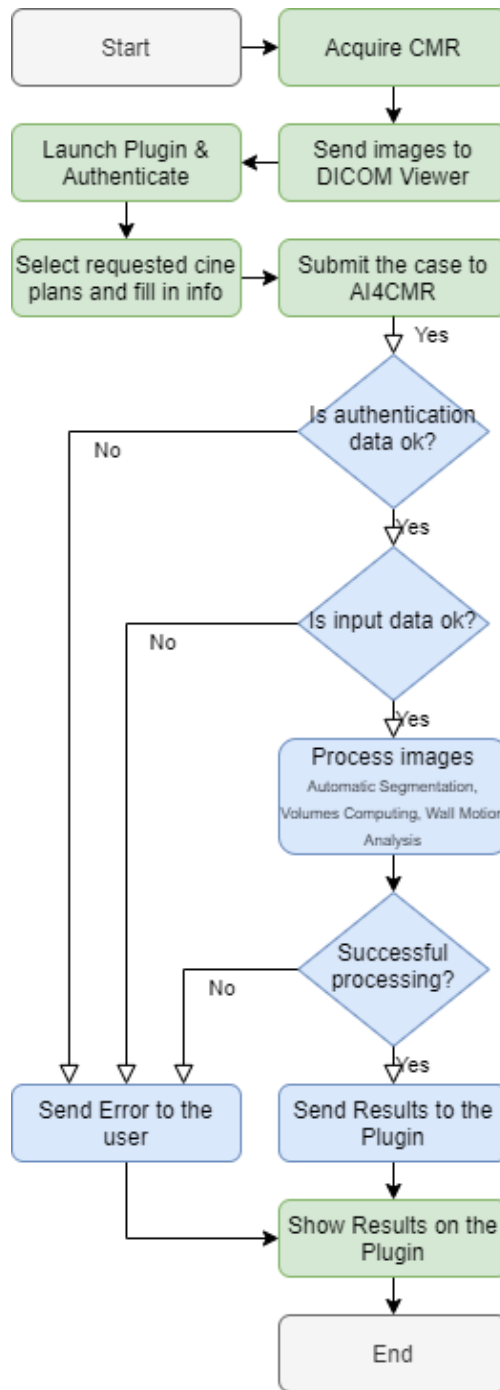 Start
Acquire CMR
Launch Plugin &
Authenticate
Send images to
DICOM Viewer
Select requested cine
plans and fill in info
Submit the case to
AI4CMR
Yes
Is authentication
data ok?
No
Yes
Is input data ok?
No
Yes
Process images
Automatic Segmentation,
Volumes Computing, Wall Motion
Analysis
Successful
processing?
No
Yes
Send Error to the
user
Send Results to the
Plugin
Show Results on the
Plugin
End